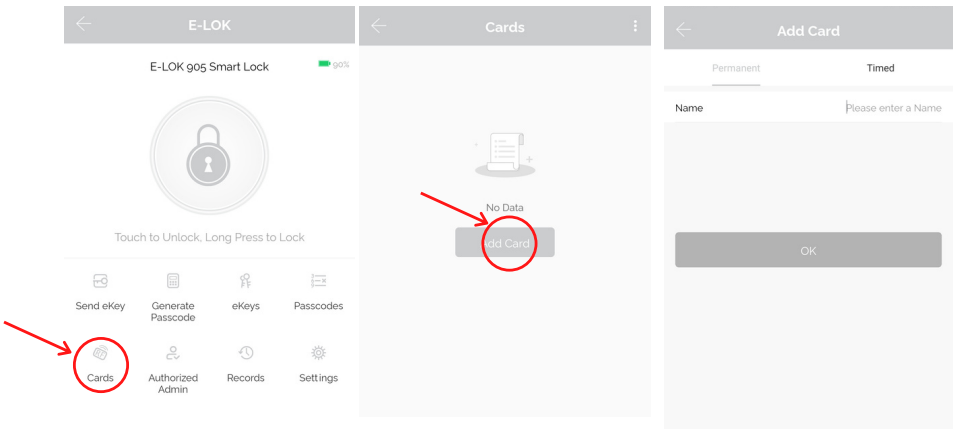 E-LOK
E-LOK 905 Smart Lock
90%
Touch to Unlock, Long Press to Lock
Send eKey
Generate
Passcode
eKeys
Passcodes
Cards
Authorized
Admin
Records
Settings
Cards
No Data
Add Card
Add Card
Permanent
Timed
Name
Please enter a Name
OK